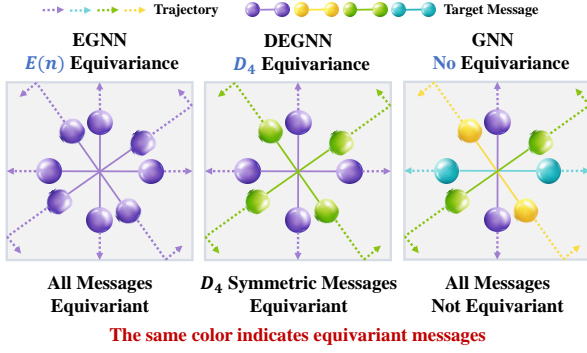 Trajectory Target Message
EGNN DEGNN GNN
E(n) Equivariance D₄ Equivariance No Equivariance
All Messages D₄ Symmetric Messages All Messages
Equivariant Equivariant Not Equivariant
The same color indicates equivariant messages